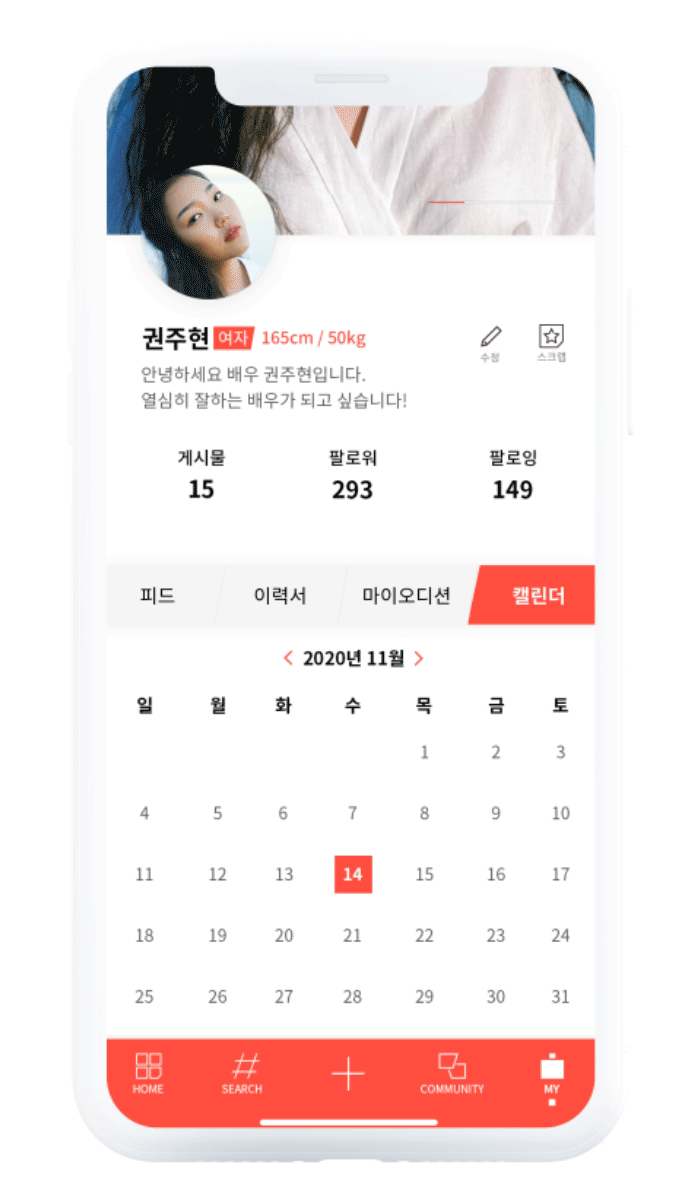 권주현 여자 165cm / 50kg
안녕하세요 배우 권주현입니다.
열심히 잘하는 배우가 되고 싶습니다!
수정 스크랩
게시물 팔로워 팔로잉
15 293 149
피드 이력서 마이오디션 캘린더
< 2020년 11월 >
일 월 화 수 목 금 토
1 2 3
4 5 6 7 8 9 10
11 12 13 14 15 16 17
18 19 20 21 22 23 24
25 26 27 28 29 30 31
HOME SEARCH COMMUNITY MY